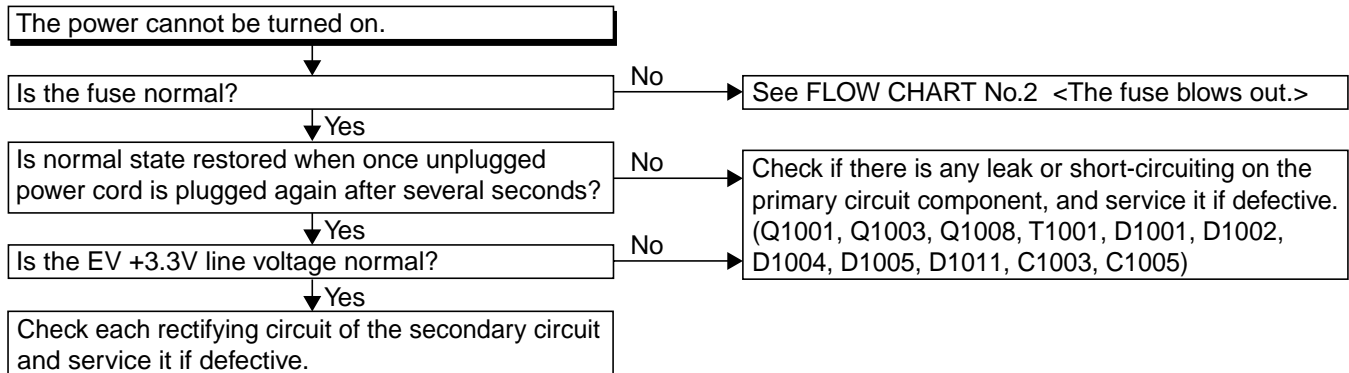 The power cannot be turned on.
Is the fuse normal?
No
See FLOW CHART No.2 <The fuse blows out.>
Yes
Is normal state restored when once unplugged
power cord is plugged again after several seconds?
No
Check if there is any leak or short-circuiting on the
primary circuit component, and service it if defective.
(Q1001, Q1003, Q1008, T1001, D1001, D1002,
D1004, D1005, D1011, C1003, C1005)
Yes
Is the EV +3.3V line voltage normal?
No
Yes
Check each rectifying circuit of the secondary circuit
and service it if defective.